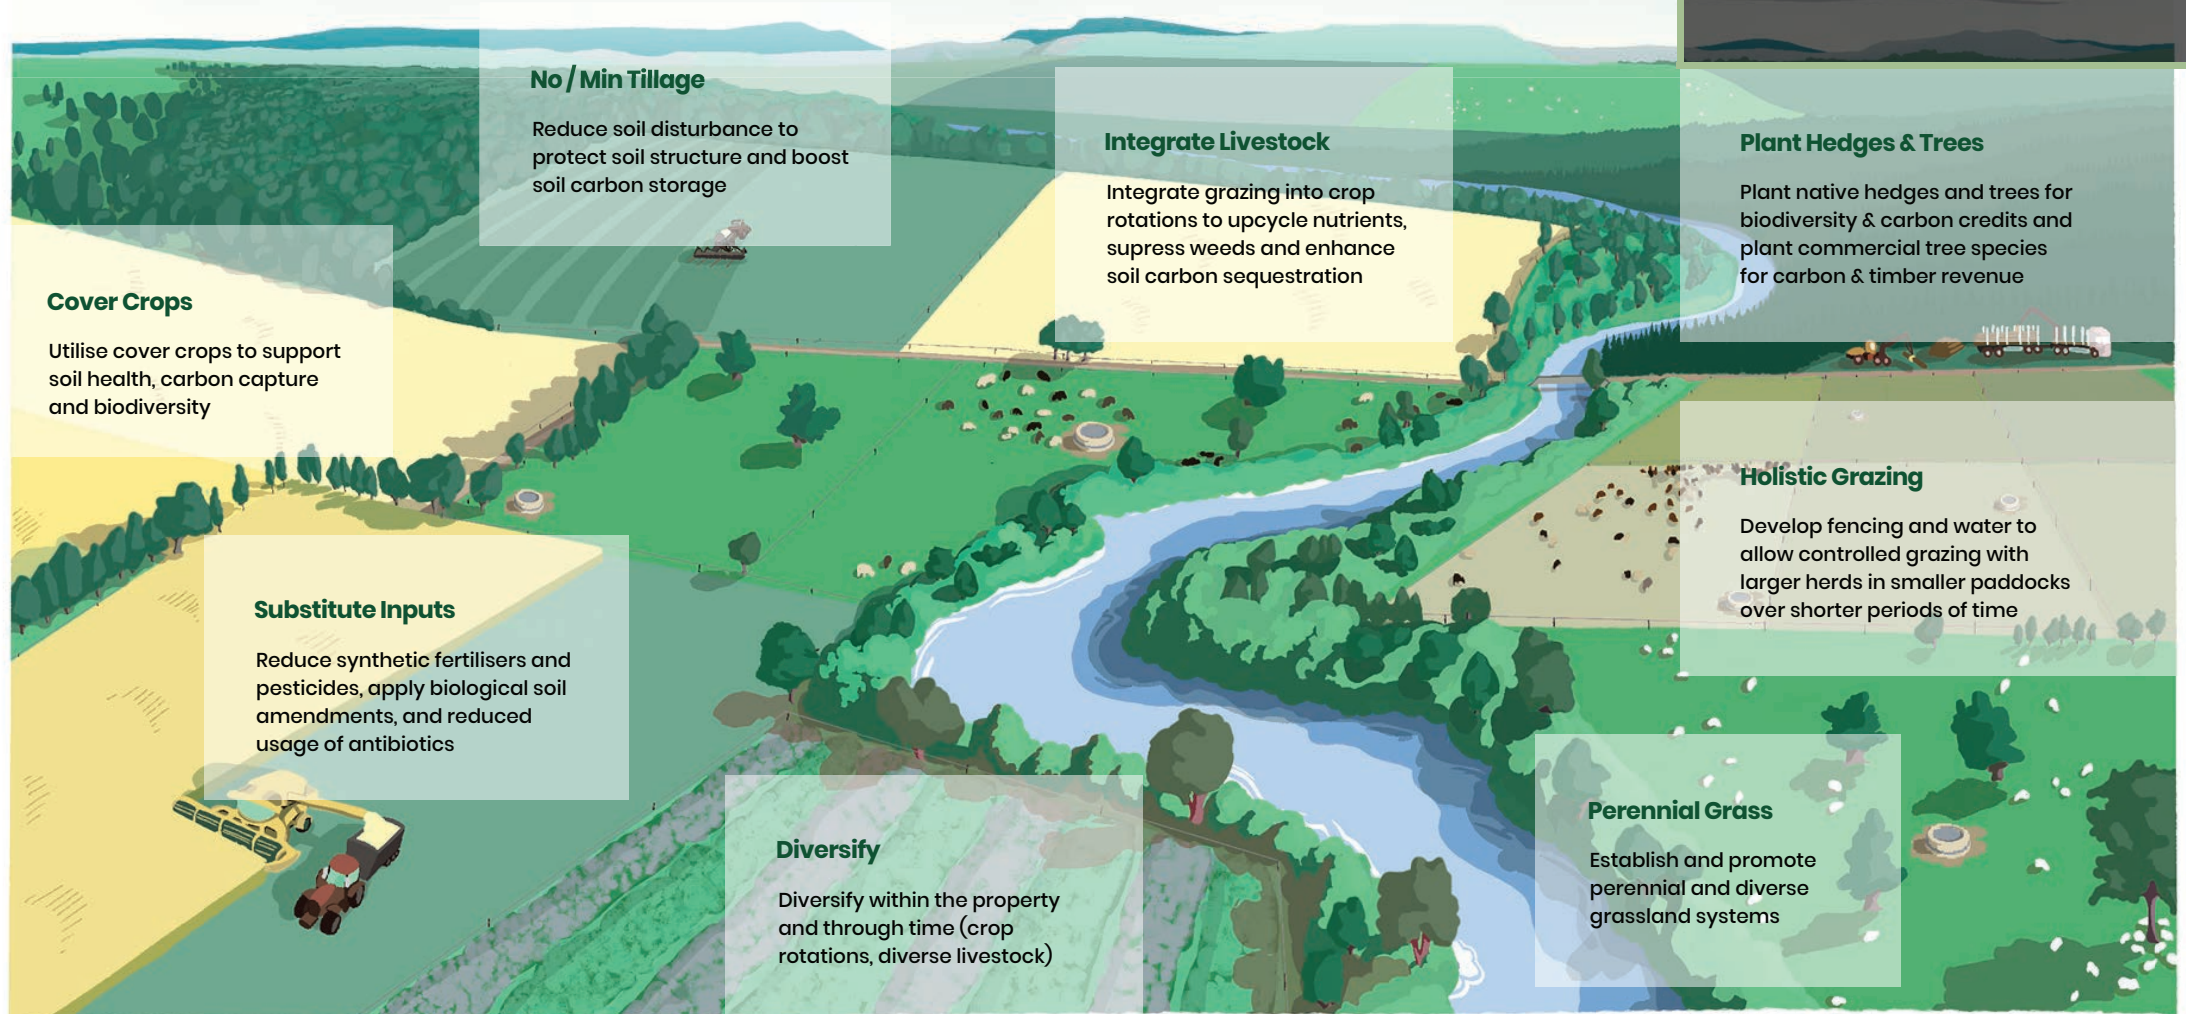 No / Min Tillage
Reduce soil disturbance to
protect soil structure and boost
soil carbon storage
Integrate Livestock
Integrate grazing into crop
rotations to upcycle nutrients,
supress weeds and enhance
soil carbon sequestration
Plant Hedges & Trees
Plant native hedges and trees for
biodiversity & carbon credits and
plant commercial tree species
for carbon & timber revenue
Cover Crops
Utilise cover crops to support
soil health, carbon capture
and biodiversity
Holistic Grazing
Develop fencing and water to
allow controlled grazing with
larger herds in smaller paddocks
over shorter periods of time
Substitute Inputs
Reduce synthetic fertilisers and
pesticides, apply biological soil
amendments, and reduced
usage of antibiotics
Diversify
Diversify within the property
and through time (crop
rotations, diverse livestock)
Perennial Grass
Establish and promote
perennial and diverse
grassland systems